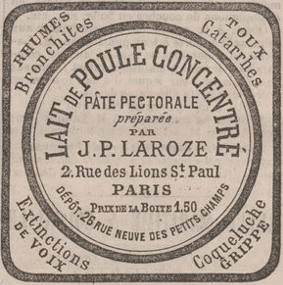 RHUMES
Bronchites
TOUX
Catarrhes
LAIT DE POULE CONCENTRÉ
PÂTE PECTORALE
préparée
PAR
J.P. LAROZE
2. Rue des Lions St Paul
PARIS
PRIX DE LA BOITE 1.50
DÉPÔT. 26 RUE NEUVE DES PETITS CHAMPS
Extinctions
DE VOIX
Coqueluche
GRIPPE